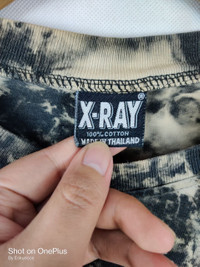 X-RAY®
100% COTTON
MADE IN THAILAND
Shot on OnePlus